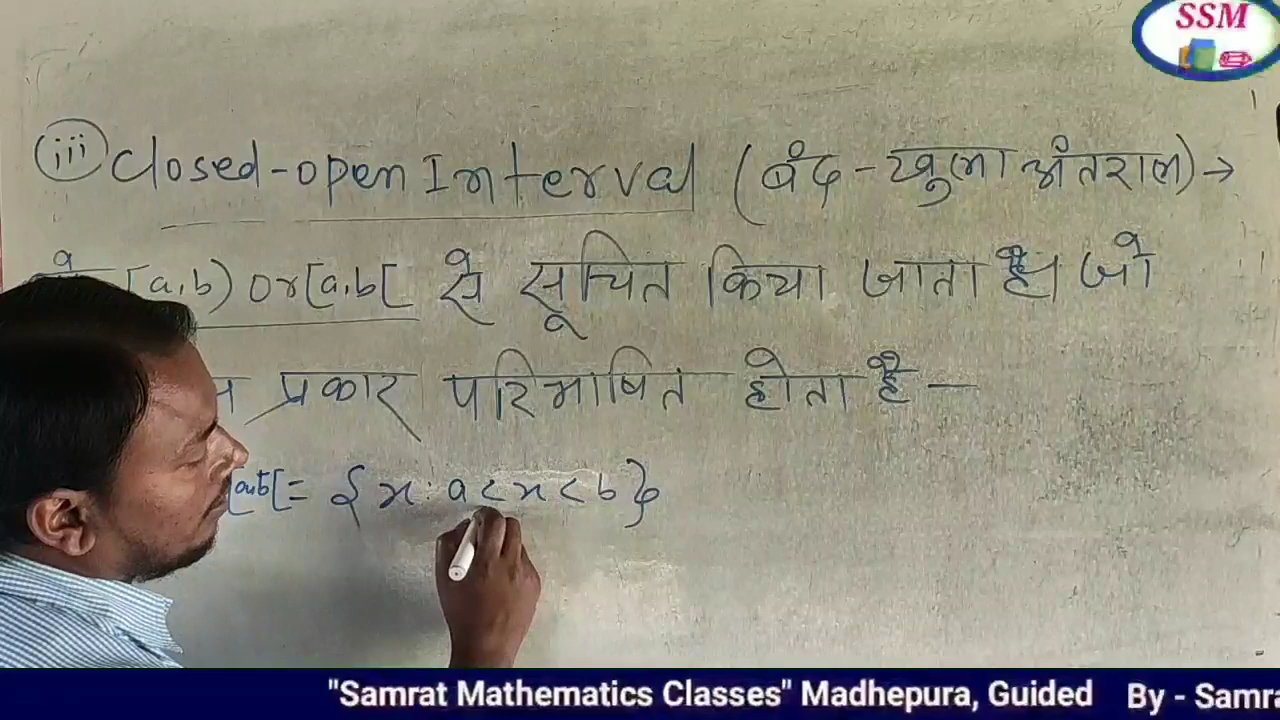 SSM
(iii) Closed-open Interval (बंद-खुला अंतराल) →
[a,b) or [a,b[ से सूचित किया जाता है। जो
प्रकार परिभाषित होता है —
[a,b[ = { x : a < x < b }
"Samrat Mathematics Classes" Madhepura, Guided By - Samra